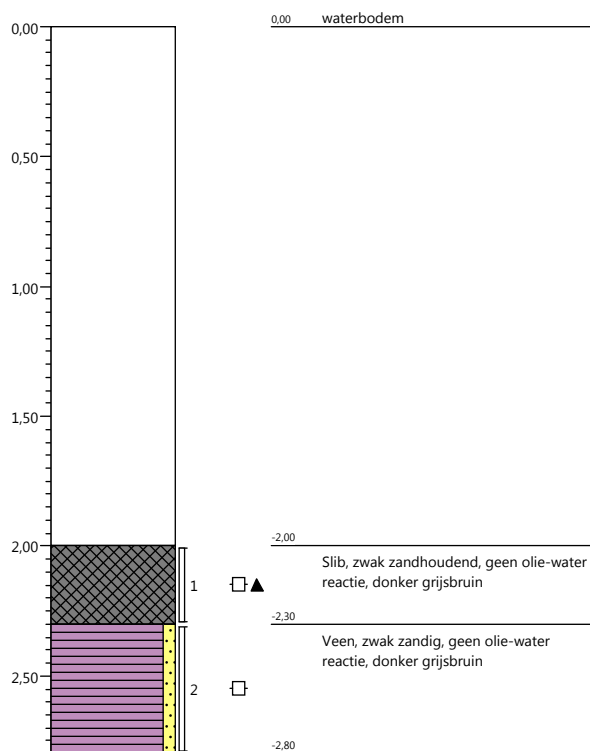 0,00 waterbodem
0,00
0,50
1,00
1,50
2,00
-2,00
Slib, zwak zandhoudend, geen olie-water
reactie, donker grijsbruin
1
-2,30
Veen, zwak zandig, geen olie-water
reactie, donker grijsbruin
2,50
2
-2,80